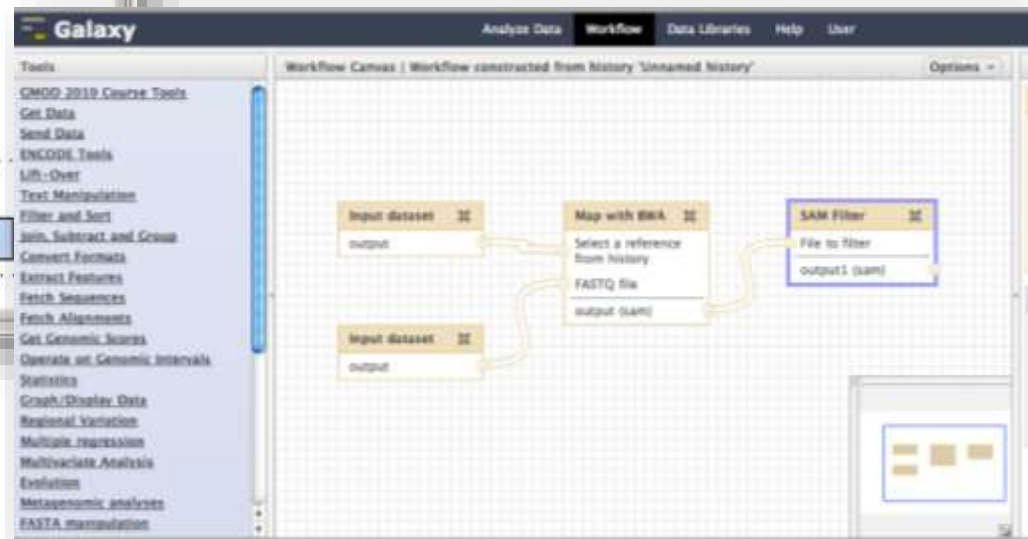 Galaxy
Analyze Data Workflow Data Libraries Help User
Tools
Workflow Canvas | Workflow constructed from history 'Unnamed history'
Options
GMOD 2010 Course Tools
Get Data
Send Data
ENCODE Tools
Lift-Over
Text Manipulation
Filter and Sort
Join, Subtract and Group
Convert Formats
Extract Features
Fetch Sequences
Fetch Alignments
Get Genomic Scores
Operate on Genomic Intervals
Statistics
Graph/Display Data
Regional Variation
Multiple regression
Multivariate Analysis
Evolution
Metagenomic analyses
FASTA manipulation
Input dataset
output
Input dataset
output
Map with BWA
Select a reference
from history
FASTQ file
output (sam)
SAM Filter
File to filter
output1 (sam)